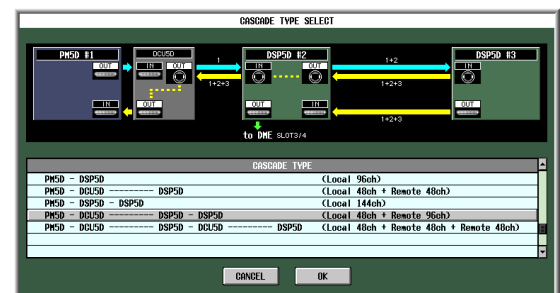 CASCADE TYPE SELECT
PM5D #1
DCU5D
DSP5D #2
DSP5D #3
OUT
IN
OUT
1
IN
OUT
1+2
IN
OUT
1+2+3
1+2+3
IN
OUT
OUT
IN
OUT
1+2+3
to DME SLOT3/4
CASCADE TYPE
PM5D - DSP5D (Local 96ch)
PM5D - DCU5D --------- DSP5D (Local 48ch + Remote 48ch)
PM5D - DSP5D - DSP5D (Local 144ch)
PM5D - DCU5D --------- DSP5D - DSP5D (Local 48ch + Remote 96ch)
PM5D - DCU5D --------- DSP5D - DCU5D --------- DSP5D (Local 48ch + Remote 48ch + Remote 48ch)
CANCEL OK